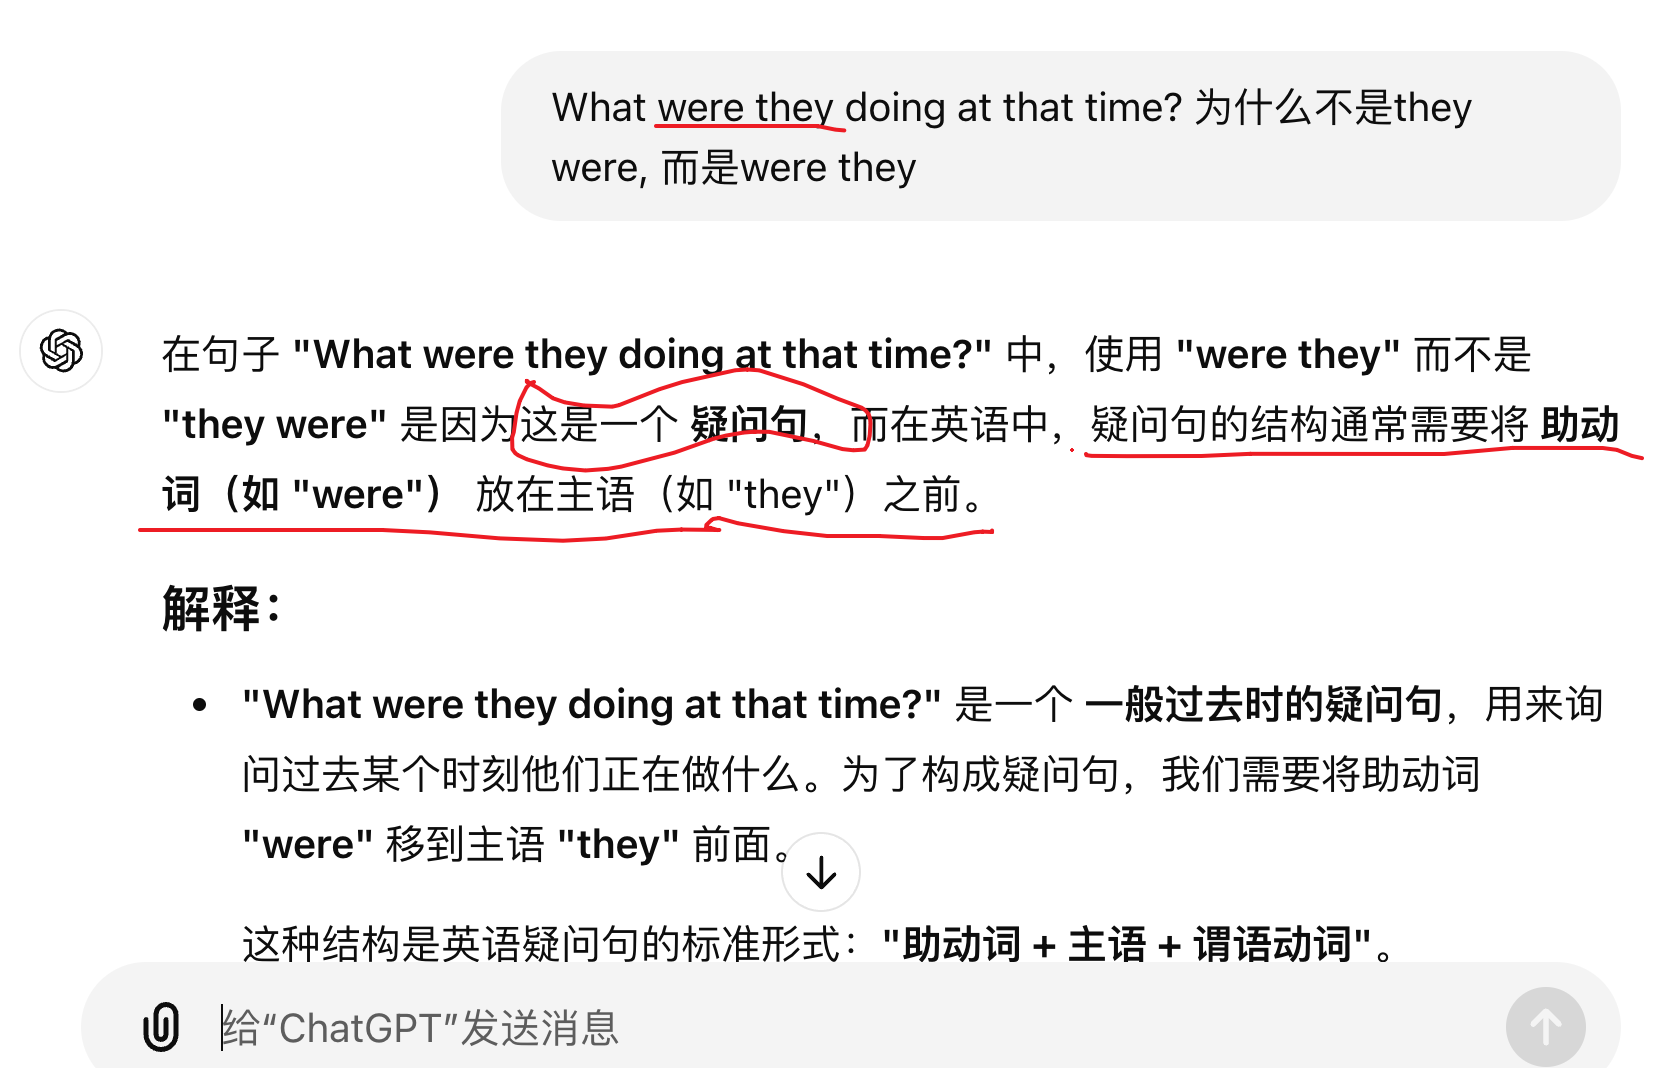 What were they doing at that time? 为什么不是they
were, 而是were they
在句子 "What were they doing at that time?" 中，使用 "were they" 而不是
"they were" 是因为这是一个 疑问句，而在英语中，疑问句的结构通常需要将 助动
词（如 "were"） 放在主语（如 "they"）之前。
解释：
• "What were they doing at that time?" 是一个 一般过去时的疑问句，用来询
问过去某个时刻他们正在做什么。为了构成疑问句，我们需要将助动词
"were" 移到主语 "they" 前面。
这种结构是英语疑问句的标准形式："助动词 + 主语 + 谓语动词"。
给“ChatGPT”发送消息